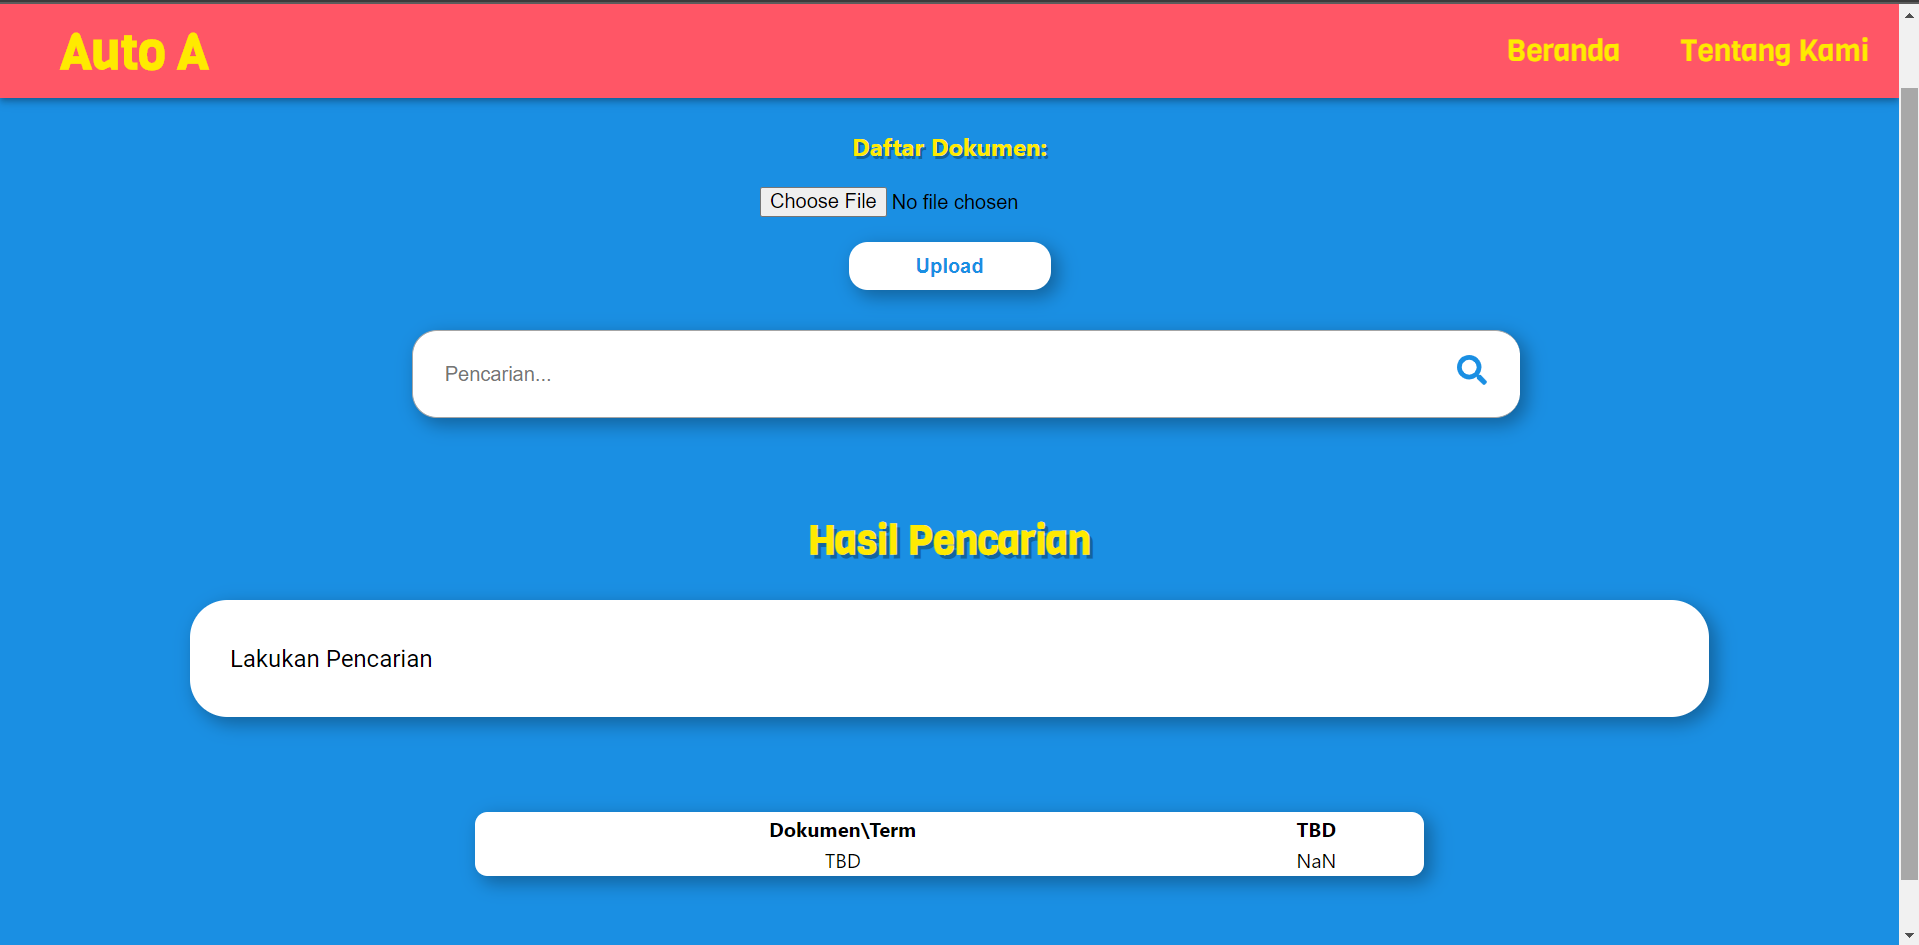 Auto A
Beranda
Tentang Kami
Daftar Dokumen:
Choose File No file chosen
Upload
Pencarian...
Hasil Pencarian
Lakukan Pencarian
Dokumen\Term TBD
TBD NaN